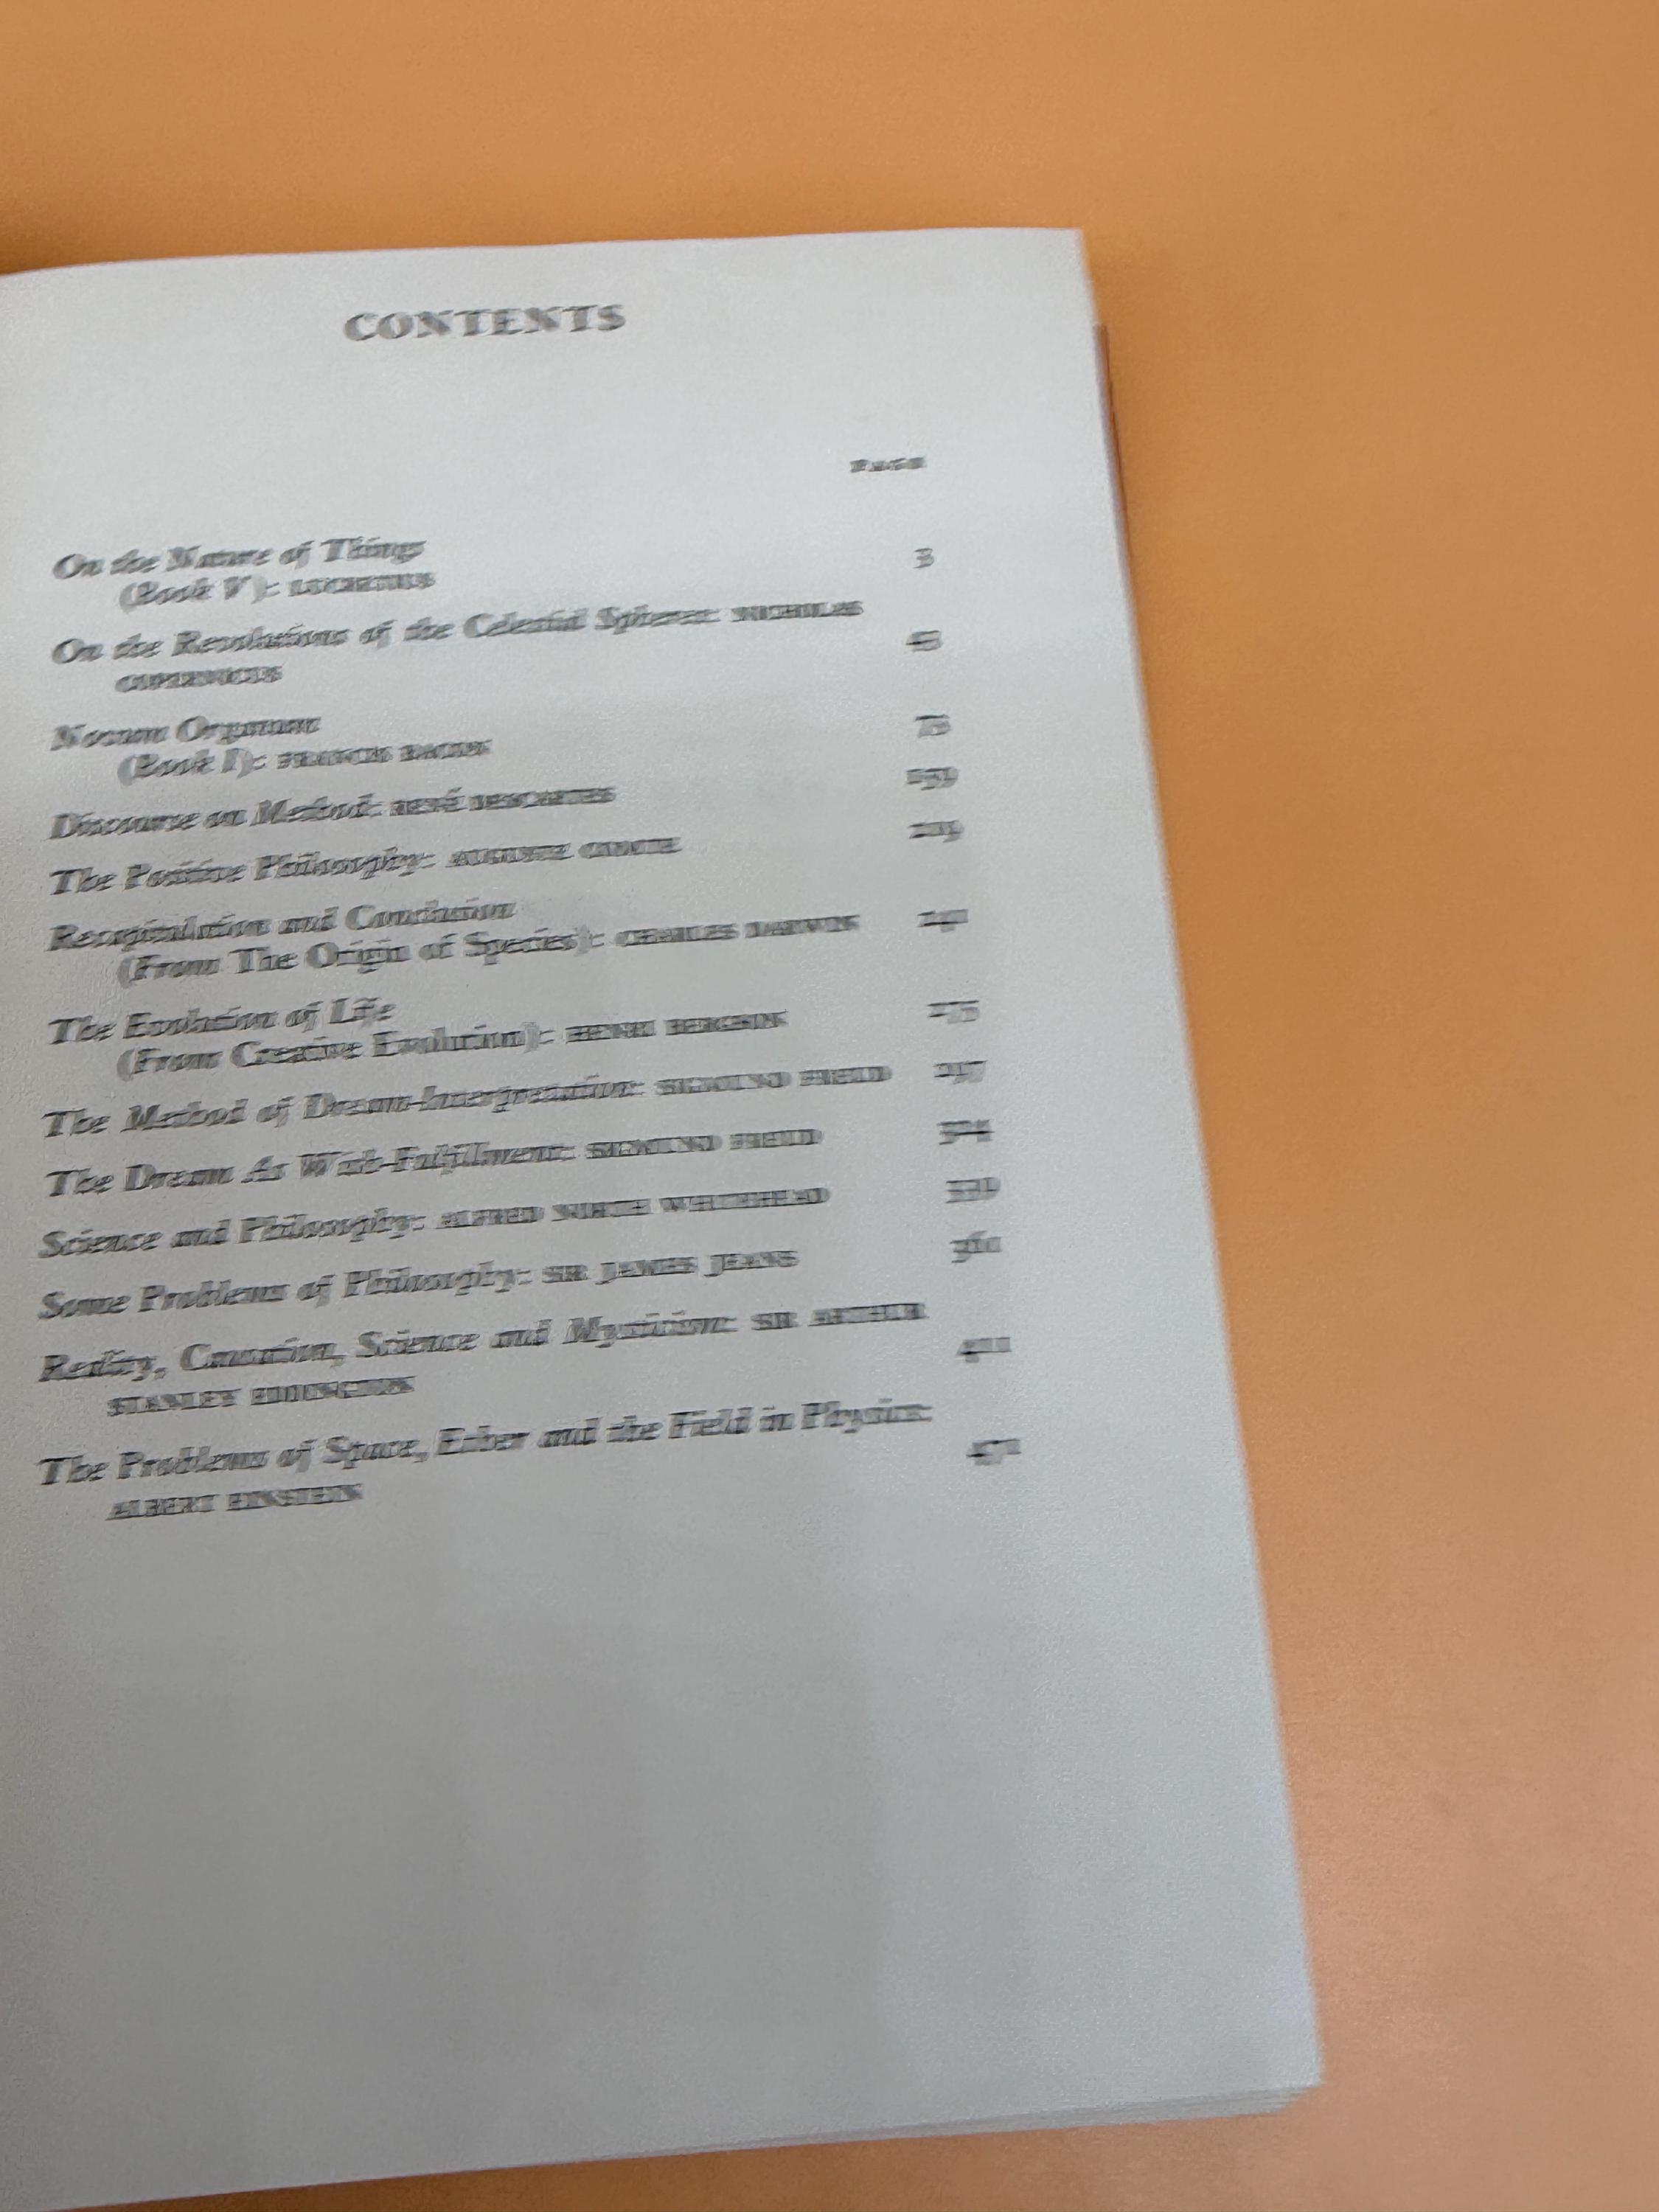 CONTENTS
PAGE
On the Nature of Things
(Book V): LUCRETIUS 3
On the Revolutions of the Celestial Spheres: NICHOLAS
COPERNICUS
Novum Organum
(Book I): FRANCIS BACON 73
Discourse on Method: RENÉ DESCARTES
The Positive Philosophy: AUGUSTE COMTE
Recapitulation and Conclusion
(From The Origin of Species): CHARLES DARWIN
The Evolution of Life
(From Creative Evolution): HENRI BERGSON
The Method of Dream-Interpretation: SIGMUND FREUD
The Dream As Wish-Fulfillment: SIGMUND FREUD
Science and Philosophy: ALFRED NORTH WHITEHEAD
Some Problems of Philosophy: SIR JAMES JEANS
Reality, Causation, Science and Mysticism: SIR ARTHUR
STANLEY EDDINGTON
The Problems of Space, Ether and the Field in Physics:
ALBERT EINSTEIN